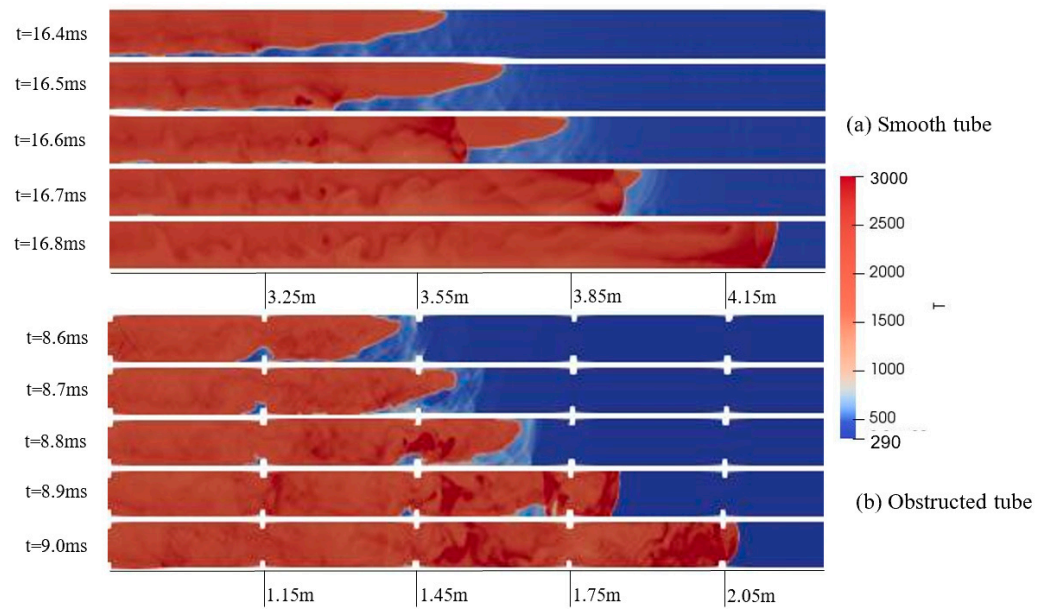 t=16.4ms
t=16.5ms
t=16.6ms
t=16.7ms
t=16.8ms
(a) Smooth tube
3.25m 3.55m 3.85m 4.15m
3000
2500
2000
1500
1000
500
290
T
t=8.6ms
t=8.7ms
t=8.8ms
t=8.9ms
t=9.0ms
(b) Obstructed tube
1.15m 1.45m 1.75m 2.05m